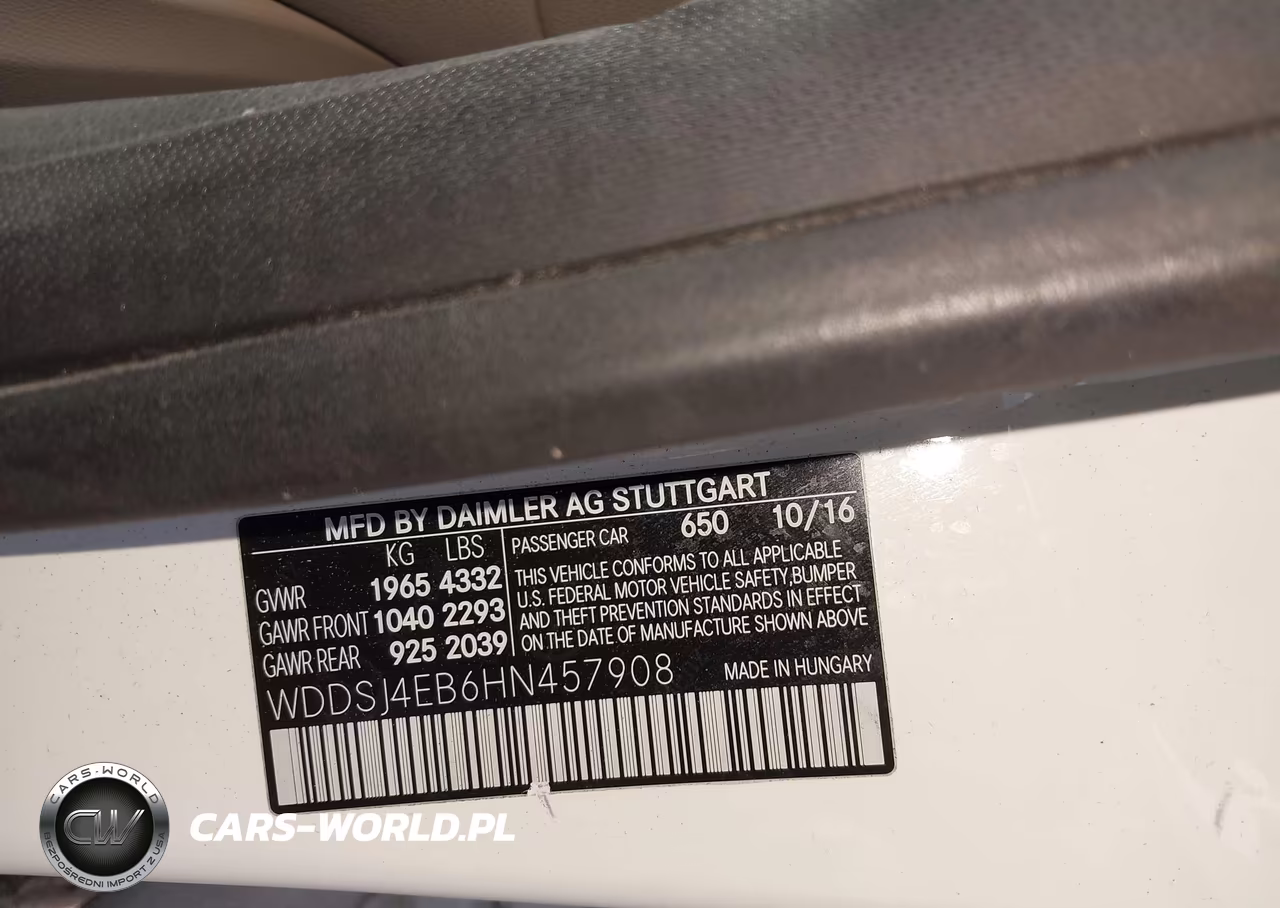 MFD BY DAIMLER AG STUTTGART
KG LBS
GVWR 1965 4332
GAWR FRONT 1040 2293
GAWR REAR 925 2039
PASSENGER CAR 650 10/16
THIS VEHICLE CONFORMS TO ALL APPLICABLE
U.S. FEDERAL MOTOR VEHICLE SAFETY,BUMPER
AND THEFT PREVENTION STANDARDS IN EFFECT
ON THE DATE OF MANUFACTURE SHOWN ABOVE
WDDSJ4EB6HN457908
MADE IN HUNGARY
CARS-WORLD
CW
BEZPOŚREDNI IMPORT Z USA
CARS-WORLD.PL